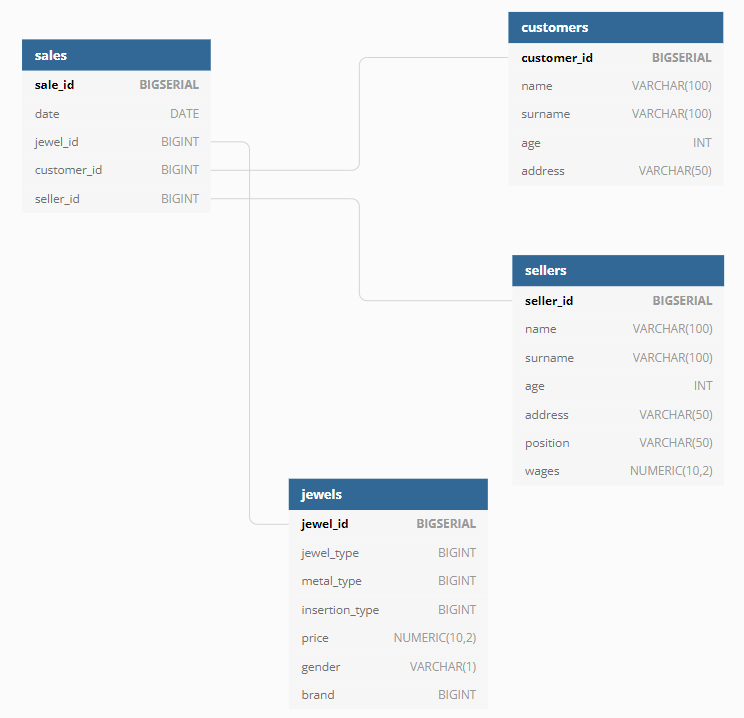 sales
sale_id BIGSERIAL
date DATE
jewel_id BIGINT
customer_id BIGINT
seller_id BIGINT
customers
customer_id BIGSERIAL
name VARCHAR(100)
surname VARCHAR(100)
age INT
address VARCHAR(50)
sellers
seller_id BIGSERIAL
name VARCHAR(100)
surname VARCHAR(100)
age INT
address VARCHAR(50)
position VARCHAR(50)
wages NUMERIC(10,2)
jewels
jewel_id BIGSERIAL
jewel_type BIGINT
metal_type BIGINT
insertion_type BIGINT
price NUMERIC(10,2)
gender VARCHAR(1)
brand BIGINT